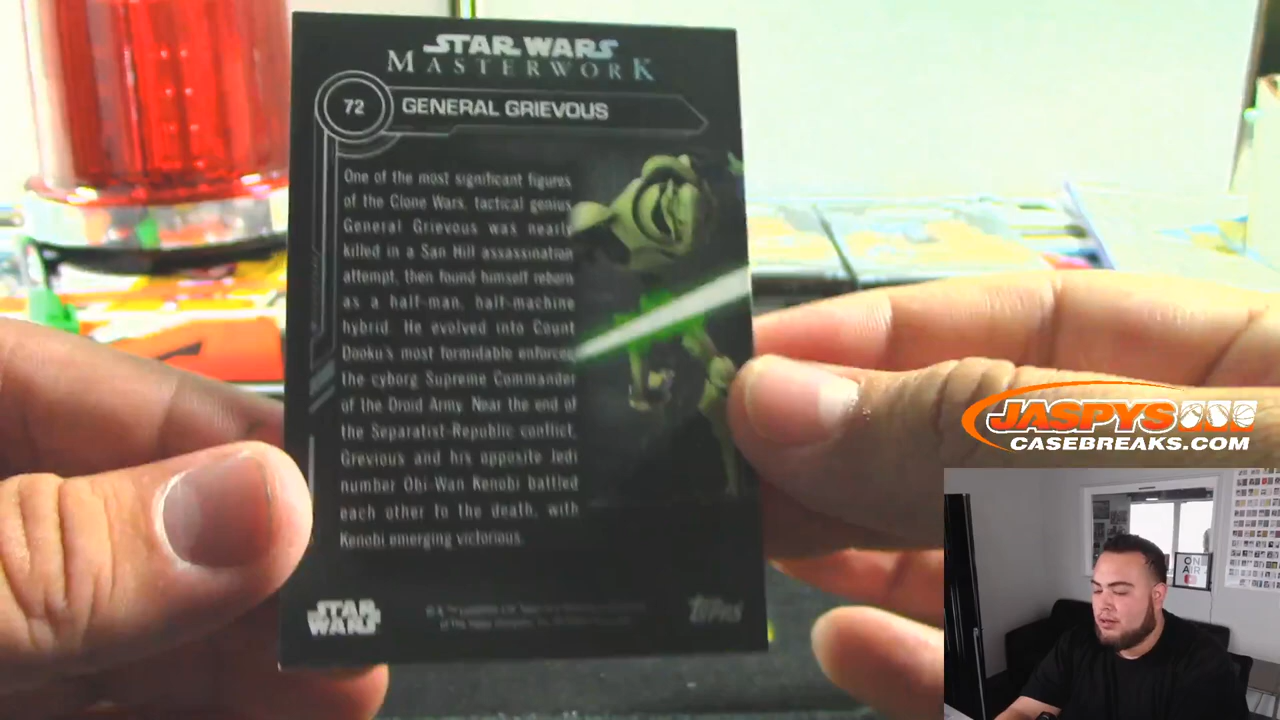 STAR WARS
MASTERWORK
72 GENERAL GRIEVOUS
One of the most significant figures
of the Clone Wars, tactical genius
General Grievous was nearly
killed in a San Hill assassination
attempt, then found himself reborn
as a half-man, half-machine
hybrid. He evolved into Count
Dooku's most formidable enforcer,
the cyborg Supreme Commander
of the Droid Army. Near the end of
the Separatist-Republic conflict,
Grevious and hrs opposite Jedi
number Obi-Wan Kenobi battled
each other to the death, with
Kenobi emerging victorious.
STAR
WARS
TOPPS
JASPYS
CASEBREAKS.COM
ON
AIR